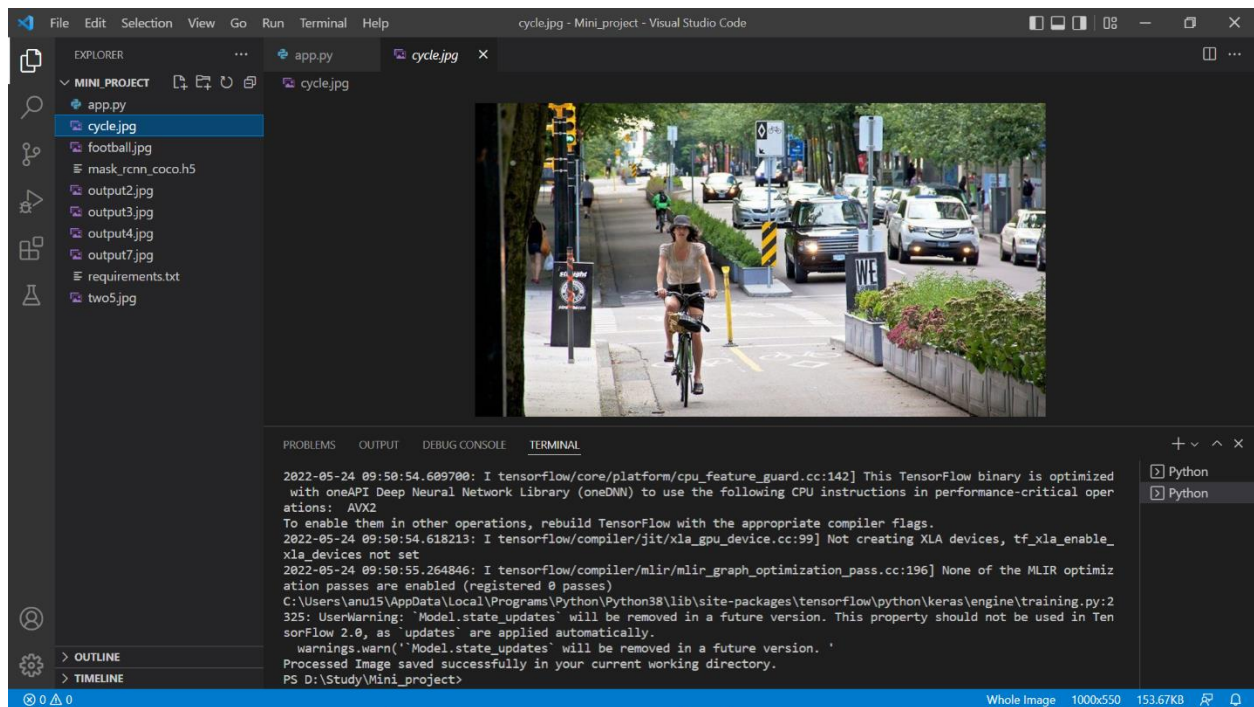 File Edit Selection View Go Run Terminal Help cycle.jpg - Mini_project - Visual Studio Code
EXPLORER
MINI_PROJECT
app.py
cycle.jpg
football.jpg
mask_rcnn_coco.h5
output2.jpg
output3.jpg
output4.jpg
output7.jpg
requirements.txt
two5.jpg
OUTLINE
TIMELINE
app.py cycle.jpg
cycle.jpg
WE
PROBLEMS OUTPUT DEBUG CONSOLE TERMINAL
2022-05-24 09:50:54.609700: I tensorflow/core/platform/cpu_feature_guard.cc:142] This TensorFlow binary is optimized
with oneAPI Deep Neural Network Library (oneDNN) to use the following CPU instructions in performance-critical oper
ations: AVX2
To enable them in other operations, rebuild TensorFlow with the appropriate compiler flags.
2022-05-24 09:50:54.618213: I tensorflow/compiler/jit/xla_gpu_device.cc:99] Not creating XLA devices, tf_xla_enable_
xla_devices not set
2022-05-24 09:50:55.264846: I tensorflow/compiler/mlir/mlir_graph_optimization_pass.cc:196] None of the MLIR optimiz
ation passes are enabled (registered 0 passes)
C:\Users\anu15\AppData\Local\Programs\Python\Python38\lib\site-packages\tensorflow\python\keras\engine\training.py:2
325: UserWarning: `Model.state_updates` will be removed in a future version. This property should not be used in Ten
sorFlow 2.0, as `updates` are applied automatically.
warnings.warn('`Model.state_updates` will be removed in a future version. '
Processed Image saved successfully in your current working directory.
PS D:\Study\Mini_project>
Python
Python
0 0 Whole Image 1000x550 153.67KB